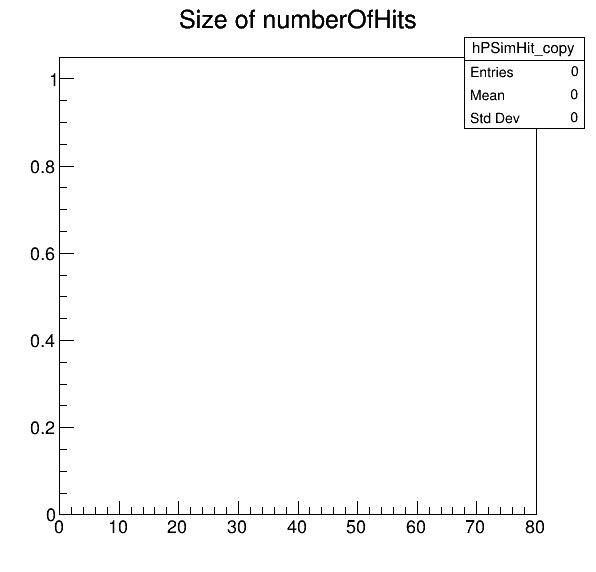 Size of numberOfHits
hPSimHit_copy
Entries 0
Mean 0
Std Dev 0
1
0.8
0.6
0.4
0.2
0
0 10 20 30 40 50 60 70 80